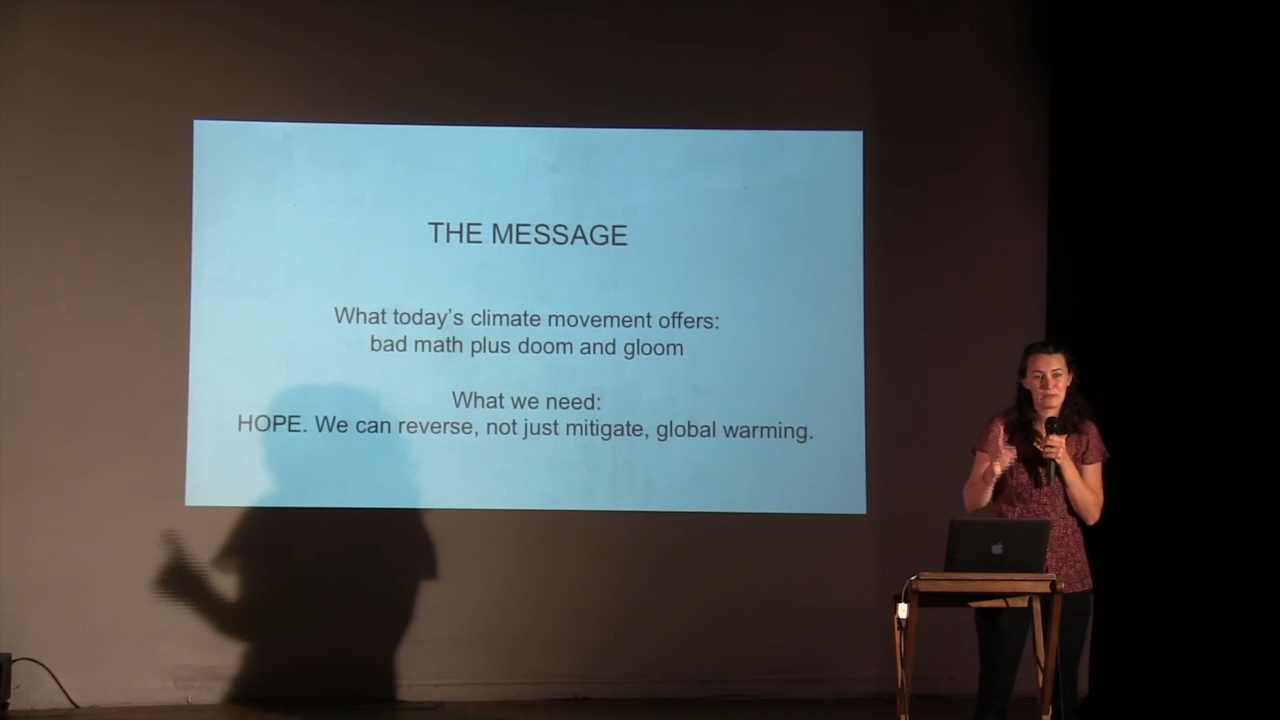 THE MESSAGE
What today's climate movement offers:
bad math plus doom and gloom
What we need:
HOPE. We can reverse, not just mitigate, global warming.